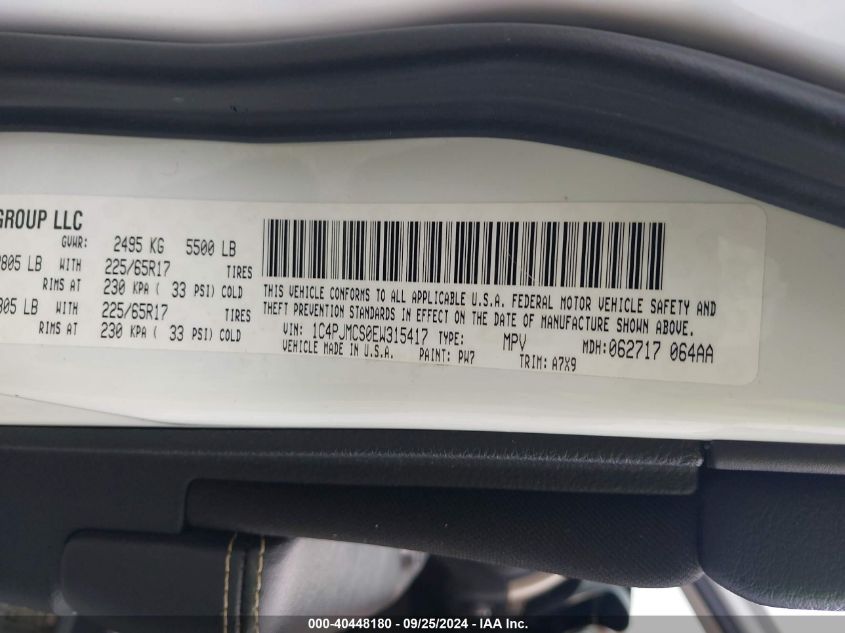 GROUP LLC
GVWR: 2495 KG 5500 LB
805 LB WITH 225/65R17 TIRES
RIMS AT 230 KPA ( 33 PSI) COLD
805 LB WITH 225/65R17 TIRES
RIMS AT 230 KPA ( 33 PSI) COLD
THIS VEHICLE CONFORMS TO ALL APPLICABLE U.S.A. FEDERAL MOTOR VEHICLE SAFETY AND
THEFT PREVENTION STANDARDS IN EFFECT ON THE DATE OF MANUFACTURE SHOWN ABOVE.
VIN: 1C4PJMCS0EW315417 TYPE: MPV MDH:062717 064AA
VEHICLE MADE IN U.S.A. PAINT: PW7 TRIM: A7X9
000-40448180 - 09/25/2024 - IAA Inc.